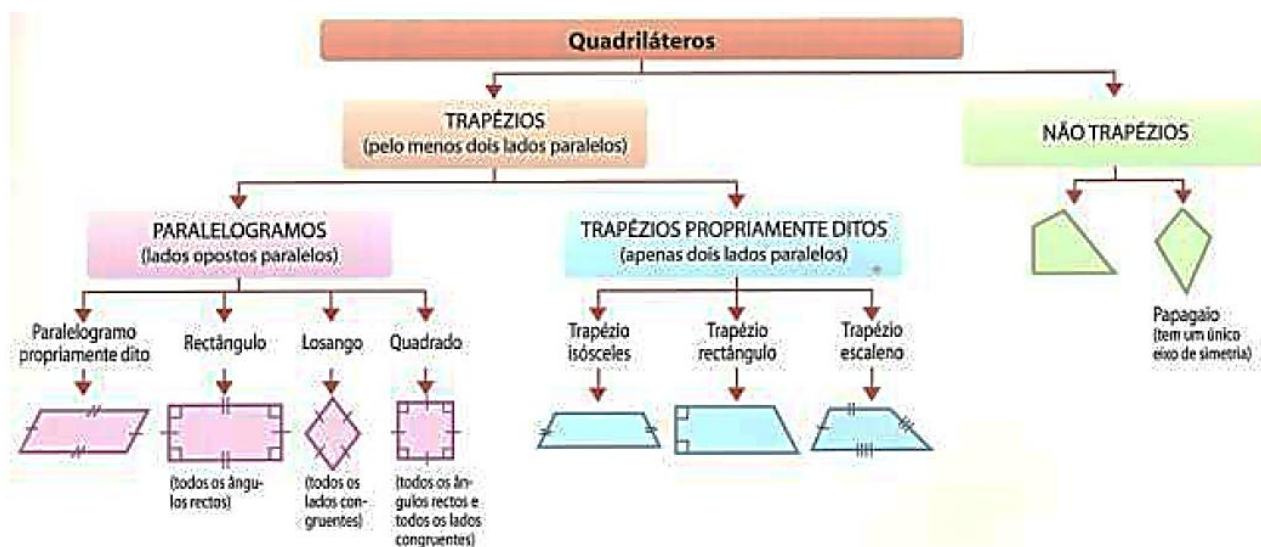 Quadriláteros
TRAPÉZIOS
(pelo menos dois lados paralelos)
NÃO TRAPÉZIOS
PARALELOGRAMOS
(lados opostos paralelos)
TRAPÉZIOS PROPRIAMENTE DITOS
(apenas dois lados paralelos)
Paralelogramo
propriamente dito
Rectângulo
Losango
Quadrado
Trapézio
isósceles
Trapézio
rectângulo
Trapézio
escaleno
Papagaio
(tem um único
eixo de simetria)
(todos os ângu-
los rectos)
(todos os
lados con-
gruentes)
(todos os ân-
gulos rectos e
todos os lados
congruentes)